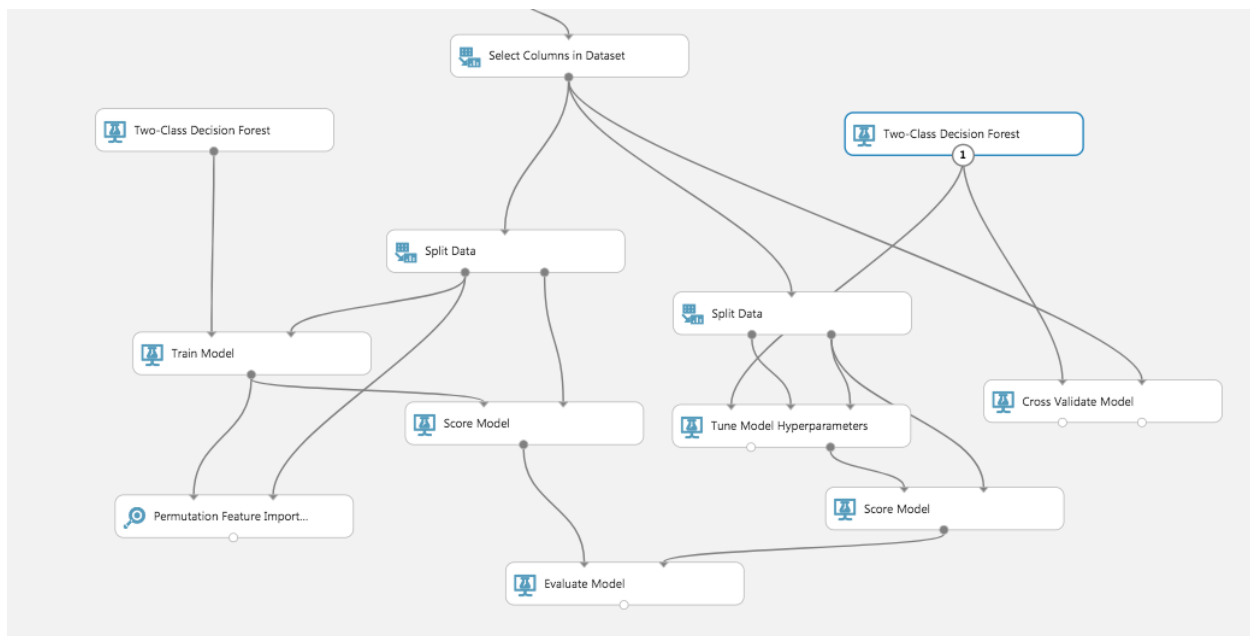 Select Columns in Dataset
Two-Class Decision Forest
Two-Class Decision Forest
1
Split Data
Split Data
Train Model
Cross Validate Model
Score Model
Tune Model Hyperparameters
Score Model
Permutation Feature Import...
Evaluate Model